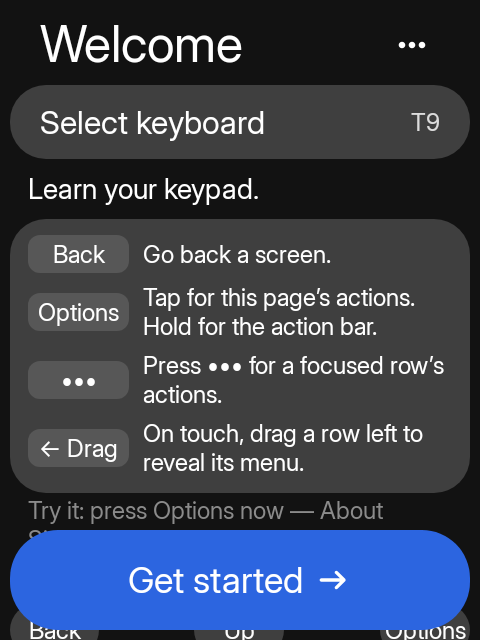 Welcome
•••
Select keyboard T9
Learn your keypad.
Back Go back a screen.
Options Tap for this page’s actions.
Hold for the action bar.
••• Press ••• for a focused row’s
actions.
← Drag On touch, drag a row left to
reveal its menu.
Try it: press Options now — About
Get started →
Back Up Options